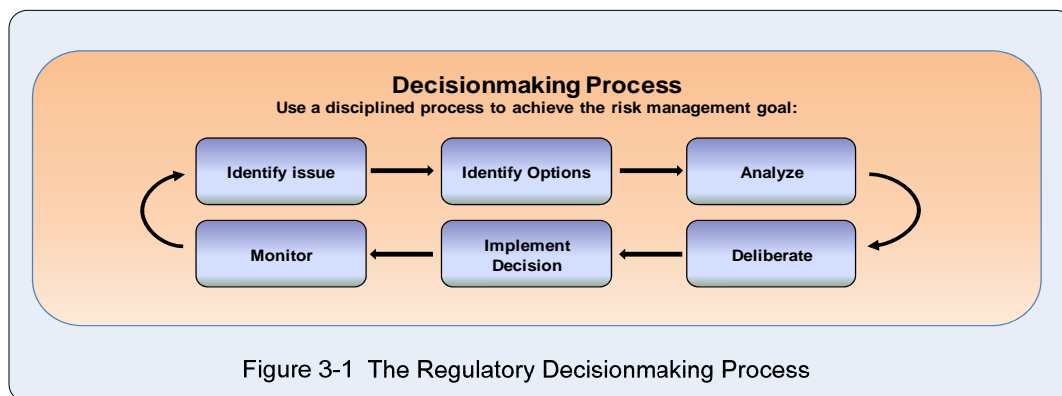 Decisionmaking Process
Use a disciplined process to achieve the risk management goal:
Identify issue
Identify Options
Analyze
Monitor
Implement
Decision
Deliberate
Figure 3-1 The Regulatory Decisionmaking Process